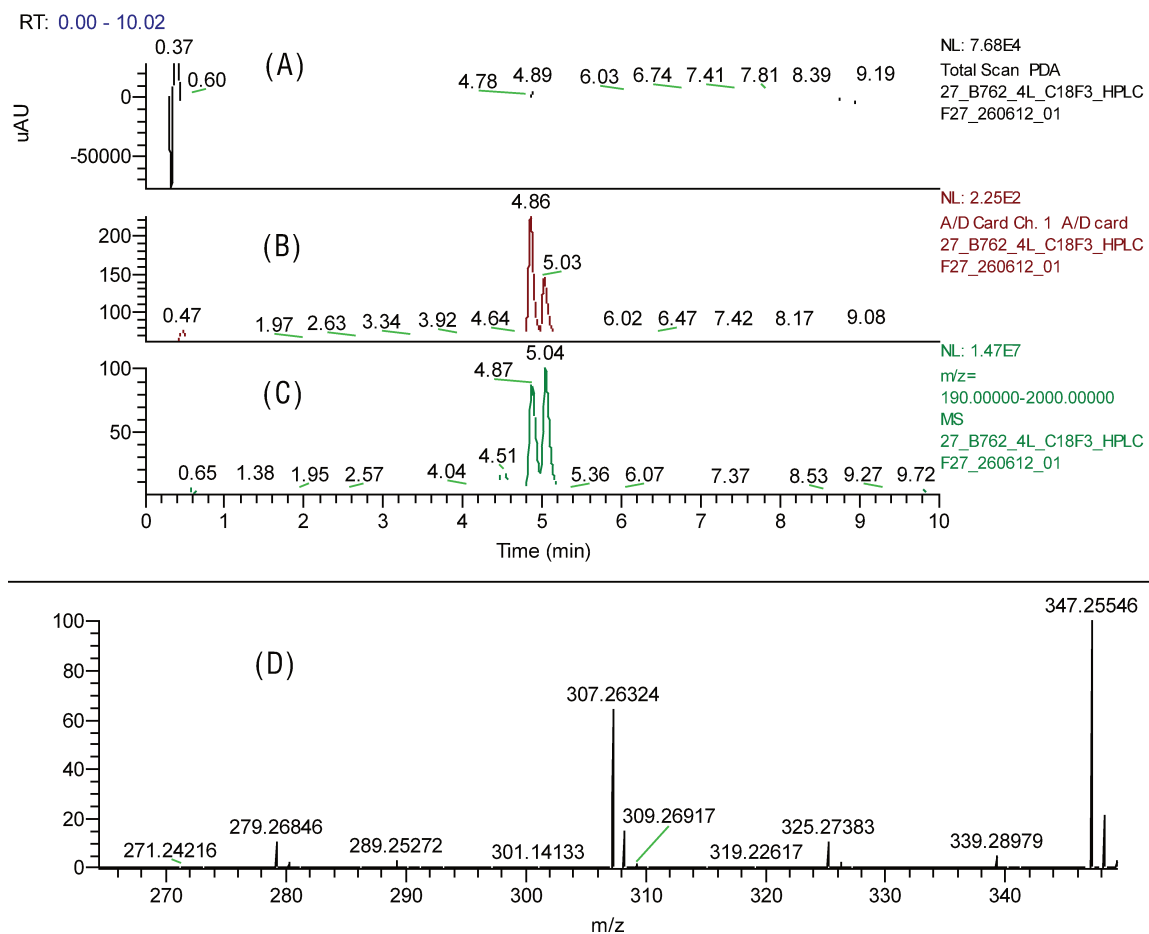 RT: 0.00 - 10.02
0.37
0.60
(A)
4.78 4.89 6.03 6.74 7.41 7.81 8.39 9.19
0
-50000
uAU
NL: 7.68E4
Total Scan PDA
27_B762_4L_C18F3_HPLC
F27_260612_01
4.86
(B)
5.03
200
150
100
0.47 1.97 2.63 3.34 3.92 4.64 6.02 6.47 7.42 8.17 9.08
NL: 2.25E2
A/D Card Ch. 1 A/D card
27_B762_4L_C18F3_HPLC
F27_260612_01
5.04
4.87
(C)
100
50
4.51
0.65 1.38 1.95 2.57 4.04 5.36 6.07 7.37 8.53 9.27 9.72
NL: 1.47E7
m/z=
190.00000-2000.00000
MS
27_B762_4L_C18F3_HPLC
F27_260612_01
0 1 2 3 4 5 6 7 8 9 10
Time (min)
347.25546
100
(D)
80
307.26324
60
40
20
309.26917
279.26846
325.27383
271.24216
289.25272
301.14133
319.22617
339.28979
0
270 280 290 300 310 320 330 340
m/z